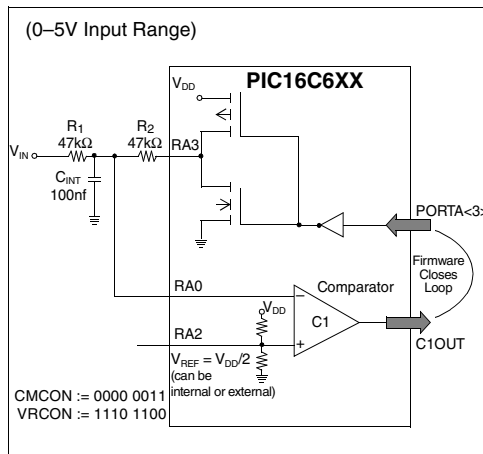 (0–5V Input Range)
PIC16C6XX
VDD
R1
47kΩ
R2
47kΩ
RA3
VIN
CINT
100nf
PORTA<3>
Firmware
Closes
Loop
RA0
Comparator
VDD
–
C1
+
C1OUT
RA2
VREF = VDD/2
(can be
internal or external)
CMCON := 0000 0011
VRCON := 1110 1100